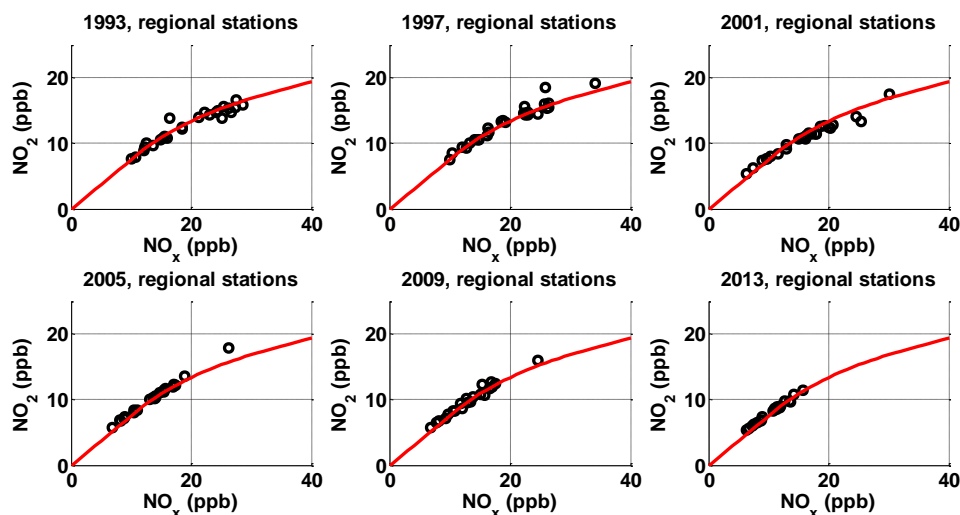 1993, regional stations
NO2 (ppb)
20
10
0
0 20 40
NOx (ppb)
1997, regional stations
NO2 (ppb)
20
10
0
0 20 40
NOx (ppb)
2001, regional stations
NO2 (ppb)
20
10
0
0 20 40
NOx (ppb)
2005, regional stations
NO2 (ppb)
20
10
0
0 20 40
NOx (ppb)
2009, regional stations
NO2 (ppb)
20
10
0
0 20 40
NOx (ppb)
2013, regional stations
NO2 (ppb)
20
10
0
0 20 40
NOx (ppb)